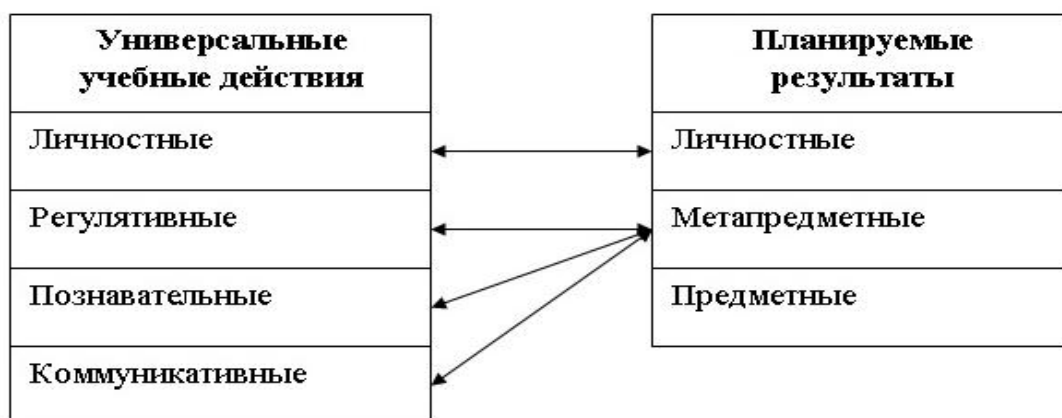 Универсальные
учебные действия
Личностные
Регулятивные
Познавательные
Коммуникативные
Планируемые
результаты
Личностные
Метапредметные
Предметные